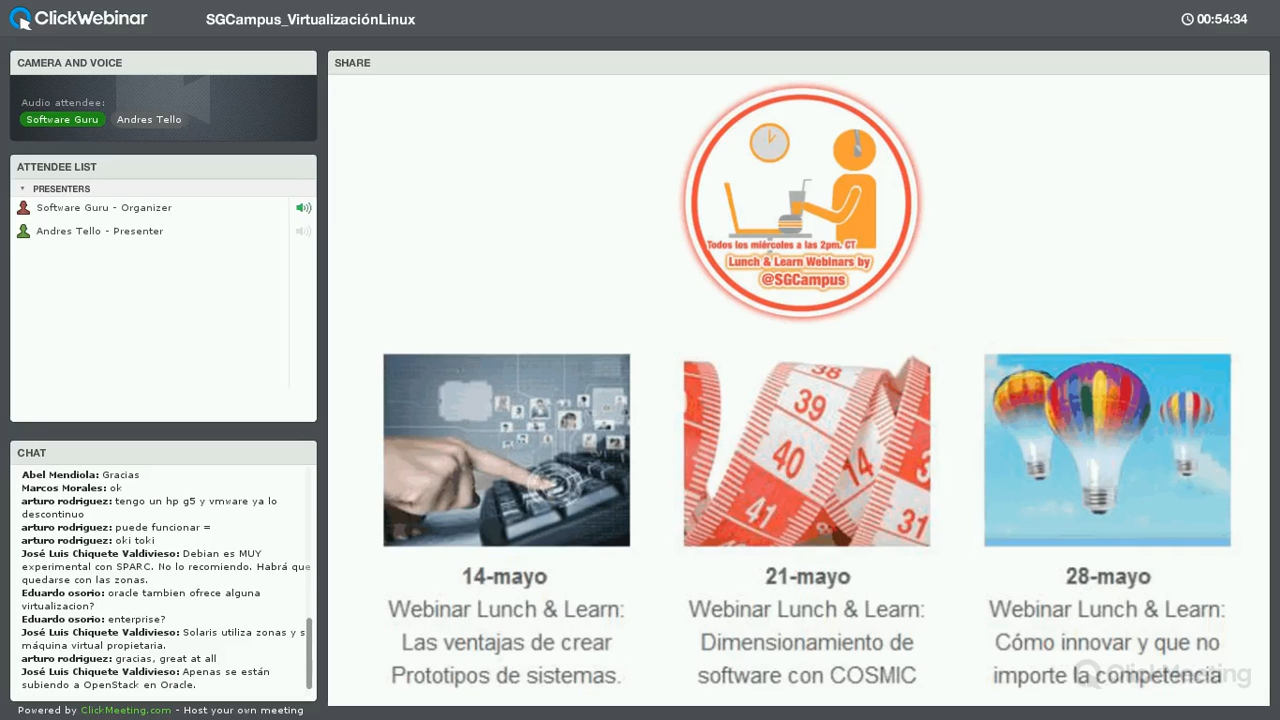 ClickWebinar
SGCampus_VirtualizaciónLinux
00:54:34
CAMERA AND VOICE
Audio attendee:
Software Guru
Andres Tello
ATTENDEE LIST
PRESENTERS
Software Guru - Organizer
Andres Tello - Presenter
CHAT
Abel Mendiola: Gracias
Marcos Morales: ok
arturo rodriguez: tengo un hp g5 y vmware ya lo
descontinuo
arturo rodriguez: puede funcionar =
arturo rodriguez: oki toki
José Luis Chiquete Valdivieso: Debian es MUY
experimental con SPARC. No lo recomiendo. Habrá que
quedarse con las zonas.
Eduardo osorio: oracle tambien ofrece alguna
virtualizacion?
Eduardo osorio: enterprise?
José Luis Chiquete Valdivieso: Solaris utiliza zonas y s
máquina virtual propietaria.
arturo rodriguez: gracias, great at all
José Luis Chiquete Valdivieso: Apenas se están
subiendo a OpenStack en Oracle.
Powered by ClickMeeting.com - Host your own meeting
SHARE
Todos los miércoles a las 2pm. CT
Lunch & Learn Webinars by
@SGCampus
38
39
40
41
14
3
31
14-mayo
Webinar Lunch & Learn:
Las ventajas de crear
Prototipos de sistemas.
21-mayo
Webinar Lunch & Learn:
Dimensionamiento de
software con COSMIC
28-mayo
Webinar Lunch & Learn:
Cómo innovar y que no
importe la competencia
ClickMeeting